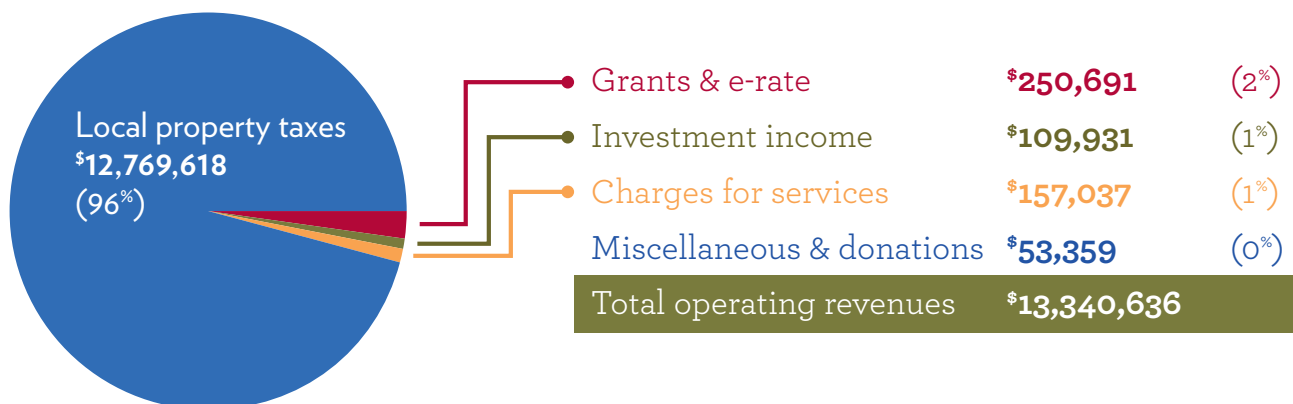 Local property taxes
$12,769,618
(96%)
Grants & e-rate $250,691 (2%)
Investment income $109,931 (1%)
Charges for services $157,037 (1%)
Miscellaneous & donations $53,359 (0%)
Total operating revenues $13,340,636